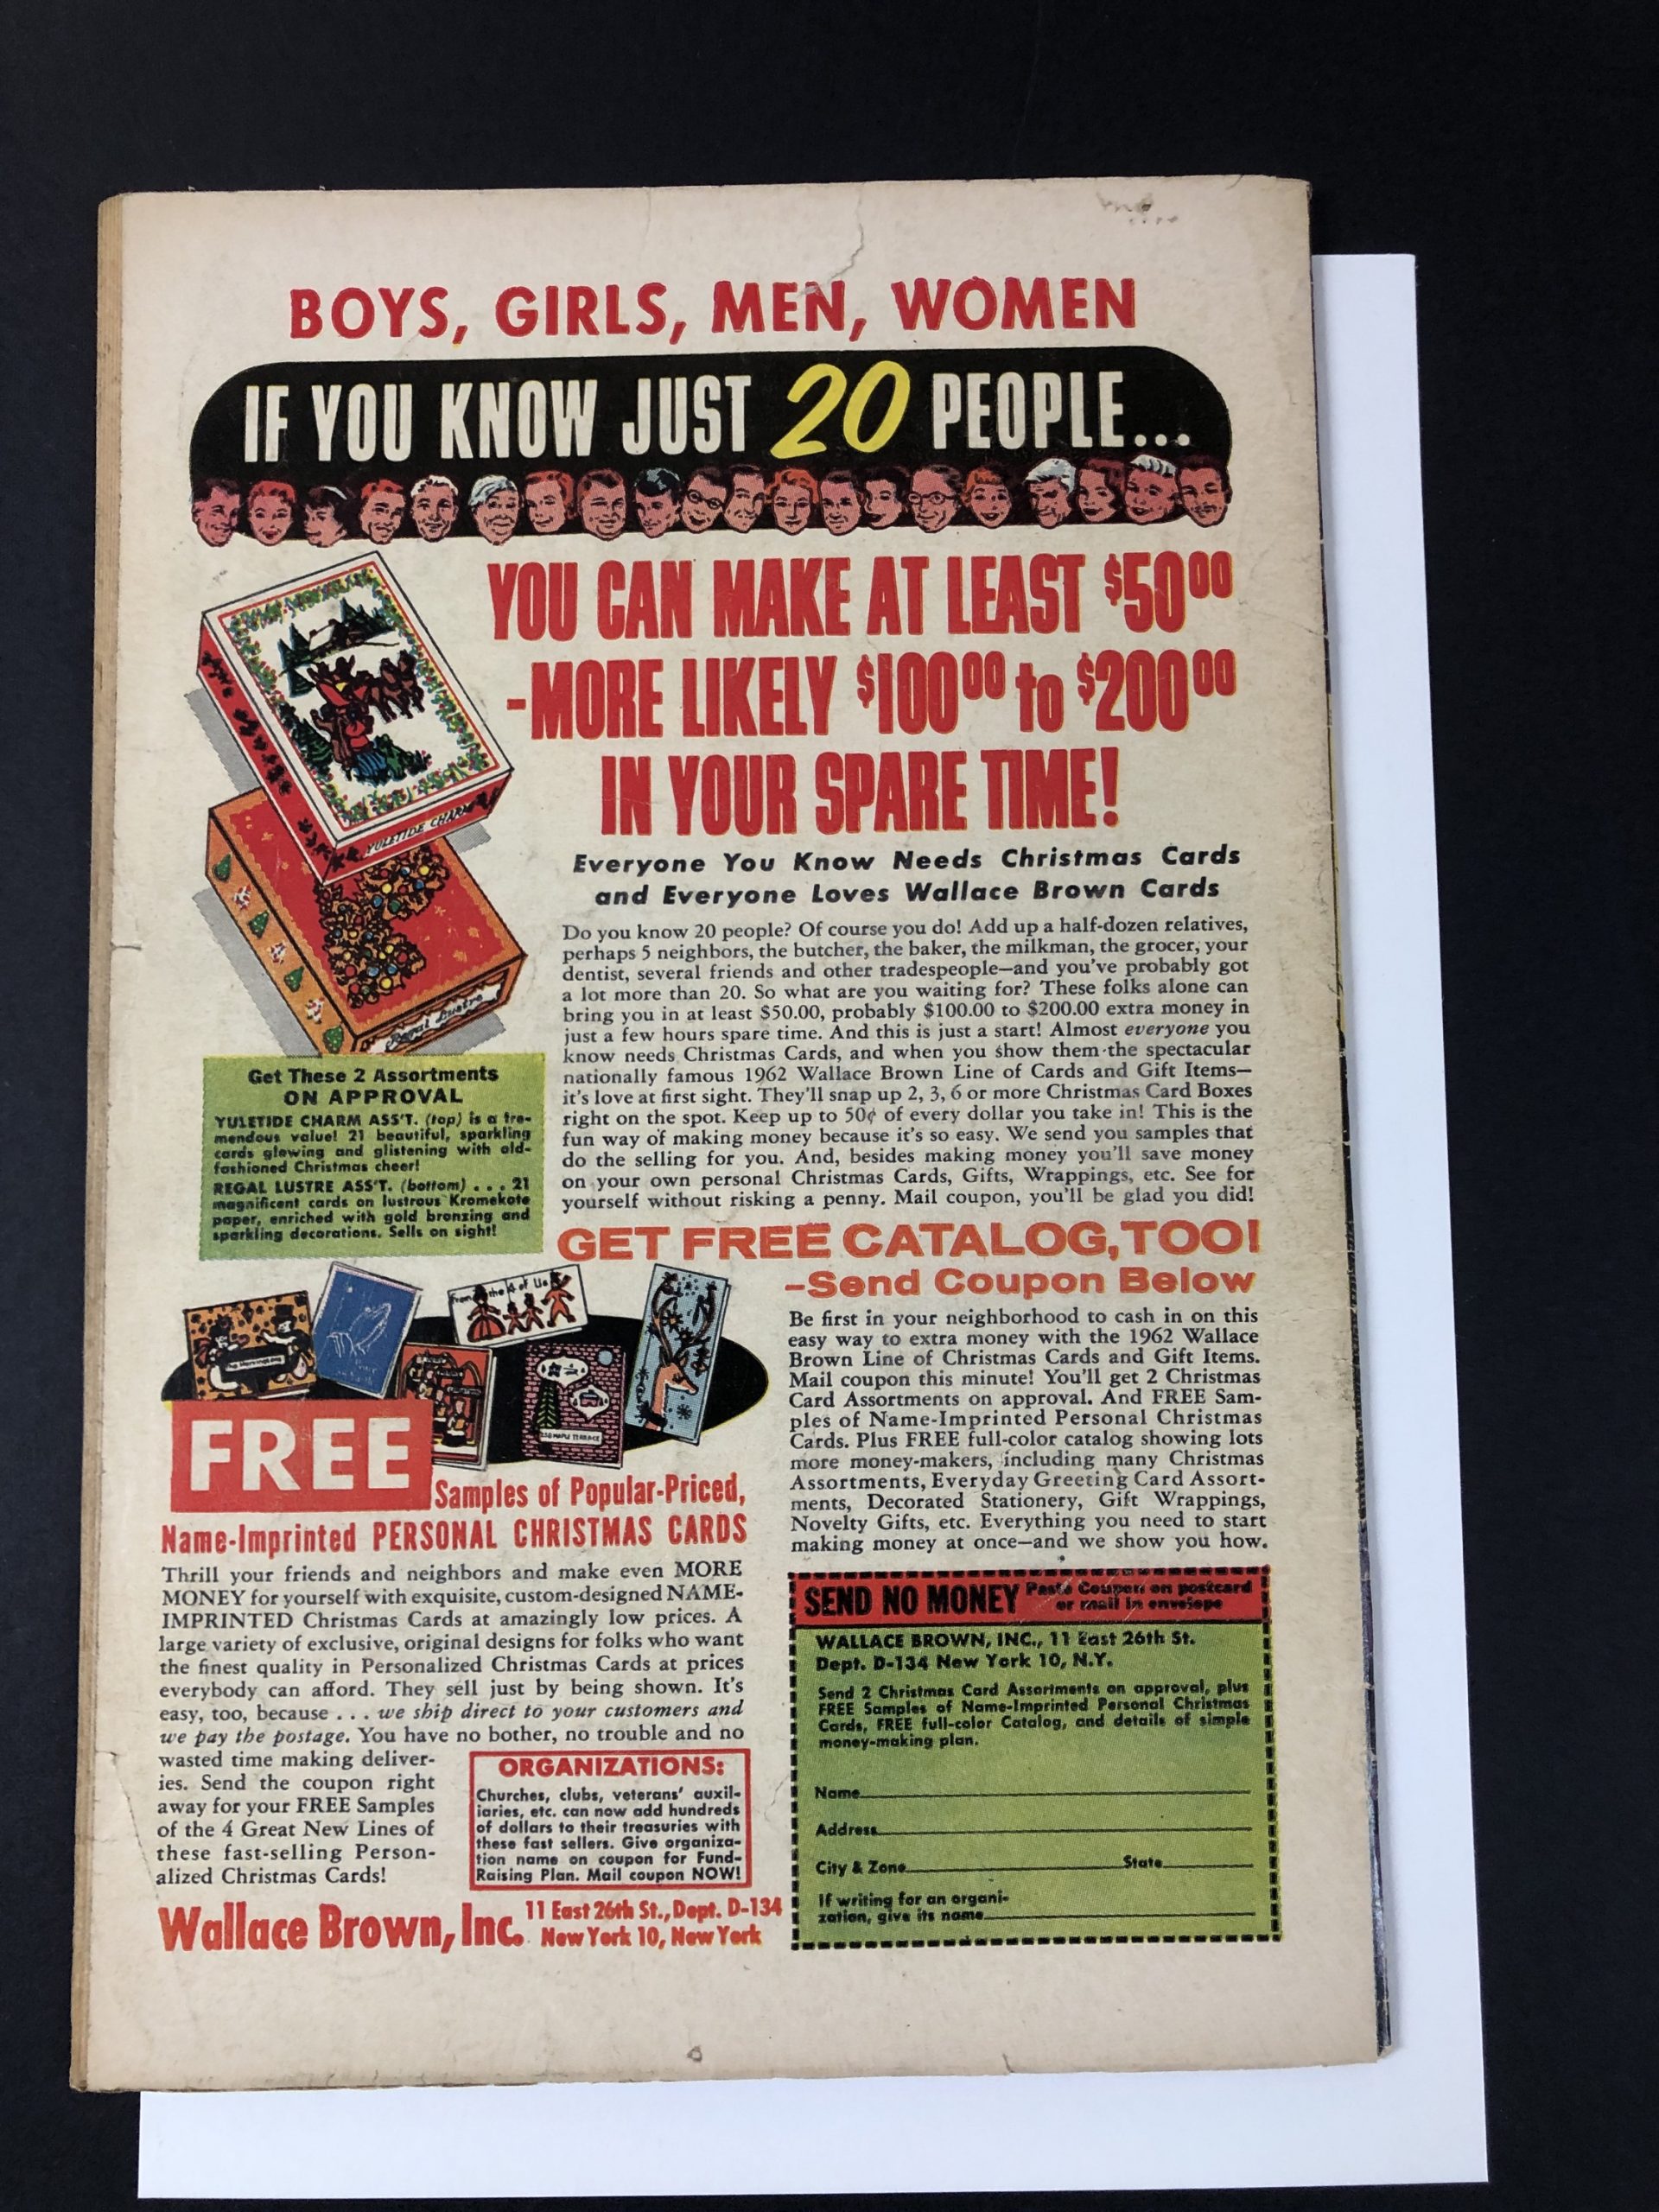 BOYS, GIRLS, MEN, WOMEN
IF YOU KNOW JUST 20 PEOPLE...
YOU CAN MAKE AT LEAST $50.00
-MORE LIKELY $100.00 to $200.00
IN YOUR SPARE TIME!
YULETIDE CHARM
Regal Lustre
Everyone You Know Needs Christmas Cards
and Everyone Loves Wallace Brown Cards
Do you know 20 people? Of course you do! Add up a half-dozen relatives,
perhaps 5 neighbors, the butcher, the baker, the milkman, the grocer, your
dentist, several friends and other tradespeople—and you've probably got
a lot more than 20. So what are you waiting for? These folks alone can
bring you in at least $50.00, probably $100.00 to $200.00 extra money in
just a few hours spare time. And this is just a start! Almost everyone you
know needs Christmas Cards, and when you show them the spectacular
nationally famous 1962 Wallace Brown Line of Cards and Gift Items—
it's love at first sight. They'll snap up 2, 3, 6 or more Christmas Card Boxes
right on the spot. Keep up to 50¢ of every dollar you take in! This is the
fun way of making money because it's so easy. We send you samples that
do the selling for you. And, besides making money you'll save money
on your own personal Christmas Cards, Gifts, Wrappings, etc. See for
yourself without risking a penny. Mail coupon, you'll be glad you did!
Get These 2 Assortments
ON APPROVAL
YULETIDE CHARM ASS'T. (top) is a tre-
mendous value! 21 beautiful, sparkling
cards glowing and glistening with old-
fashioned Christmas cheer!
REGAL LUSTRE ASS'T. (bottom) . . . 21
magnificent cards on lustrous Kromekote
paper, enriched with gold bronzing and
sparkling decorations. Sells on sight!
GET FREE CATALOG, TOO!
—Send Coupon Below
Be first in your neighborhood to cash in on this
easy way to extra money with the 1962 Wallace
Brown Line of Christmas Cards and Gift Items.
Mail coupon this minute! You'll get 2 Christmas
Card Assortments on approval. And FREE Sam-
ples of Name-Imprinted Personal Christmas
Cards. Plus FREE full-color catalog showing lots
more money-makers, including many Christmas
Assortments, Everyday Greeting Card Assort-
ments, Decorated Stationery, Gift Wrappings,
Novelty Gifts, etc. Everything you need to start
making money at once—and we show you how.
From the 4 of Us
FREE
Samples of Popular-Priced,
Name-Imprinted PERSONAL CHRISTMAS CARDS
Thrill your friends and neighbors and make even MORE
MONEY for yourself with exquisite, custom-designed NAME-
IMPRINTED Christmas Cards at amazingly low prices. A
large variety of exclusive, original designs for folks who want
the finest quality in Personalized Christmas Cards at prices
everybody can afford. They sell just by being shown. It's
easy, too, because . . . we ship direct to your customers and
we pay the postage. You have no bother, no trouble and no
wasted time making deliver-
ies. Send the coupon right
away for your FREE Samples
of the 4 Great New Lines of
these fast-selling Person-
alized Christmas Cards!
ORGANIZATIONS:
Churches, clubs, veterans' auxil-
iaries, etc. can now add hundreds
of dollars to their treasuries with
these fast sellers. Give organiza-
tion name on coupon for Fund-
Raising Plan. Mail coupon NOW!
Wallace Brown, Inc. 11 East 26th St., Dept. D-134
New York 10, New York
SEND NO MONEY Paste Coupon on postcard
or mail in envelope
WALLACE BROWN, INC., 11 East 26th St.
Dept. D-134 New York 10, N.Y.
Send 2 Christmas Card Assortments on approval, plus
FREE Samples of Name-Imprinted Personal Christmas
Cards, FREE full-color Catalog, and details of simple
money-making plan.
Name
Address
City & Zone State
If writing for an organi-
zation, give its name